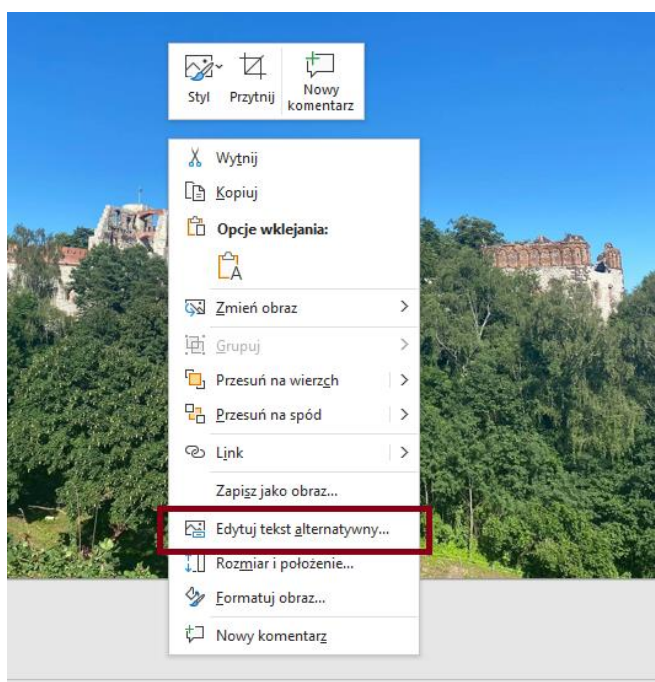 Styl
Przytnij
Nowy
komentarz
Wytnij
Kopiuj
Opcje wklejania:
A
Zmień obraz
Grupuj
Przesuń na wierzch
Przesuń na spód
Link
Zapisz jako obraz...
Edytuj tekst alternatywny...
Rozmiar i położenie...
Formatuj obraz...
Nowy komentarz